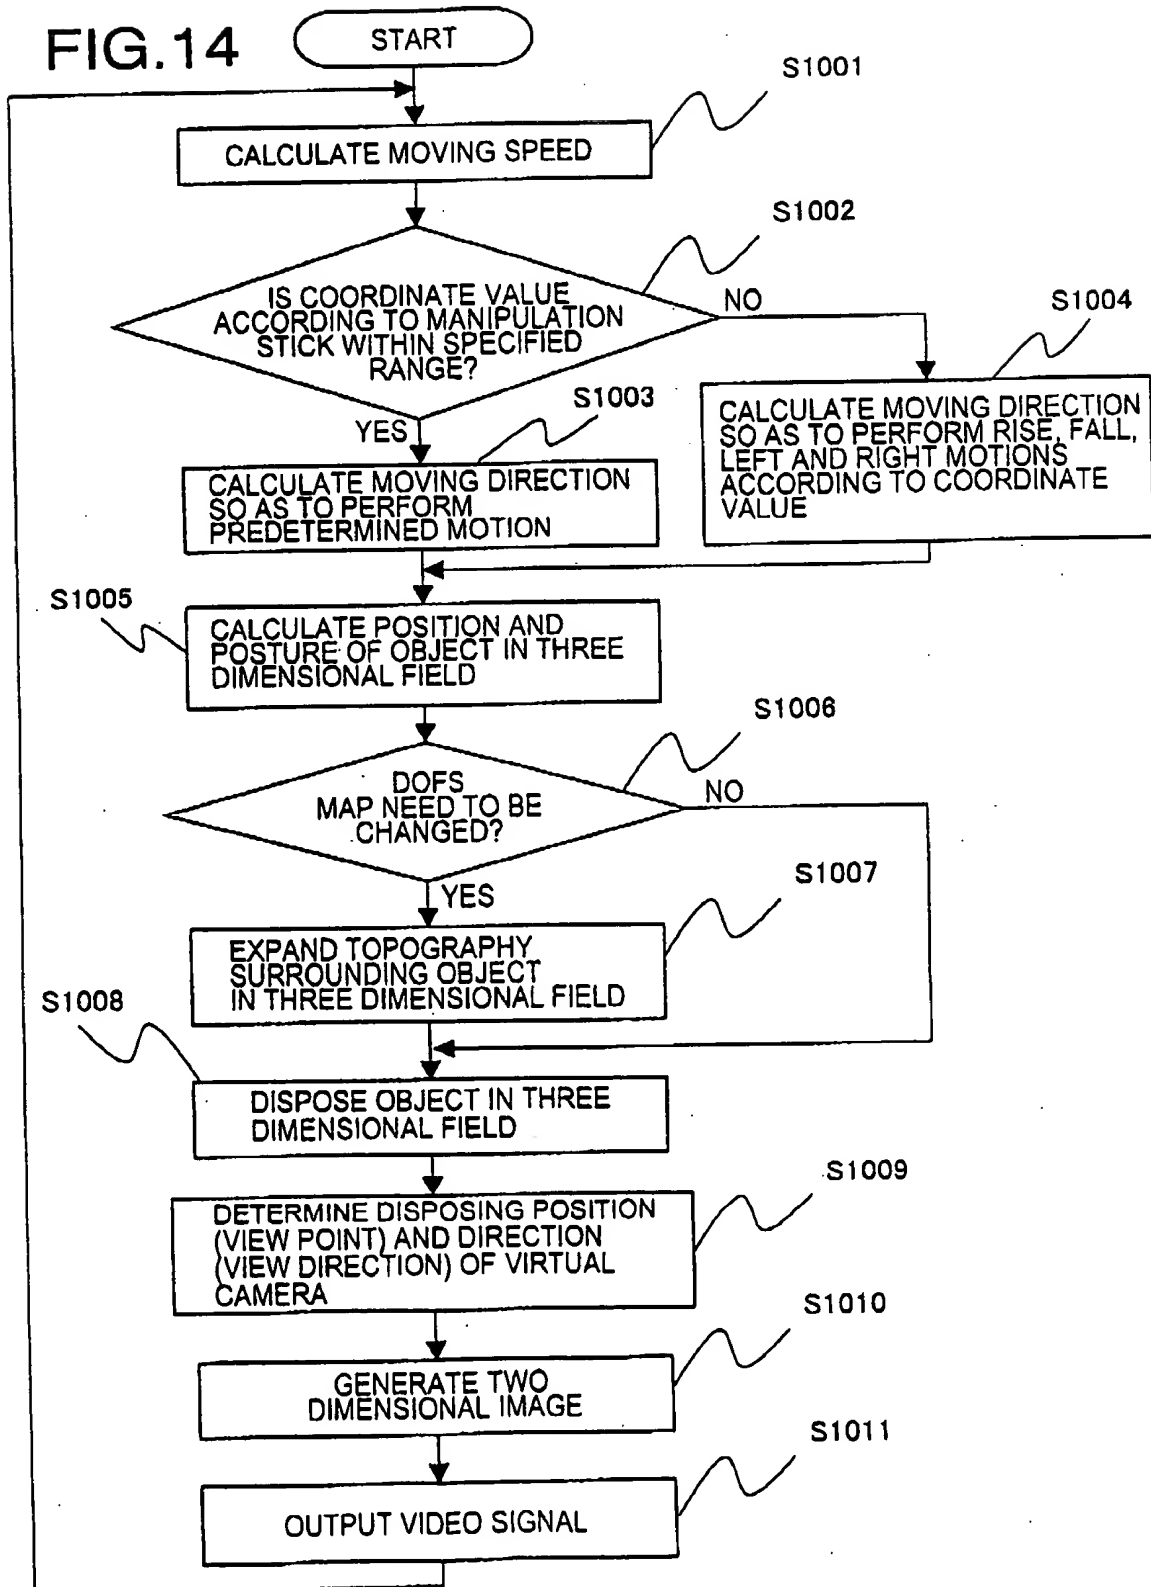 FIG.14
START
S1001
CALCULATE MOVING SPEED
S1002
IS COORDINATE VALUE
ACCORDING TO MANIPULATION
STICK WITHIN SPECIFIED
RANGE?
NO
S1004
YES
S1003
CALCULATE MOVING DIRECTION
SO AS TO PERFORM RISE, FALL,
LEFT AND RIGHT MOTIONS
ACCORDING TO COORDINATE
VALUE
CALCULATE MOVING DIRECTION
SO AS TO PERFORM
PREDETERMINED MOTION
S1005
CALCULATE POSITION AND
POSTURE OF OBJECT IN THREE
DIMENSIONAL FIELD
S1006
DOFS
MAP NEED TO BE
CHANGED?
NO
YES
S1007
EXPAND TOPOGRAPHY
SURROUNDING OBJECT
IN THREE DIMENSIONAL FIELD
S1008
DISPOSE OBJECT IN THREE
DIMENSIONAL FIELD
S1009
DETERMINE DISPOSING POSITION
(VIEW POINT) AND DIRECTION
(VIEW DIRECTION) OF VIRTUAL
CAMERA
S1010
GENERATE TWO
DIMENSIONAL IMAGE
S1011
OUTPUT VIDEO SIGNAL